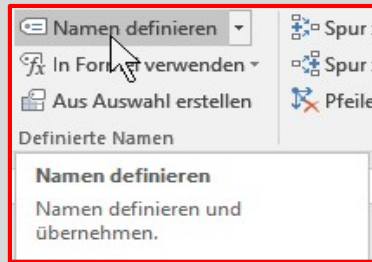 Namen definieren
In Formel verwenden
Aus Auswahl erstellen
Definierte Namen
Spur
Spur
Pfeile
Namen definieren
Namen definieren und
übernehmen.